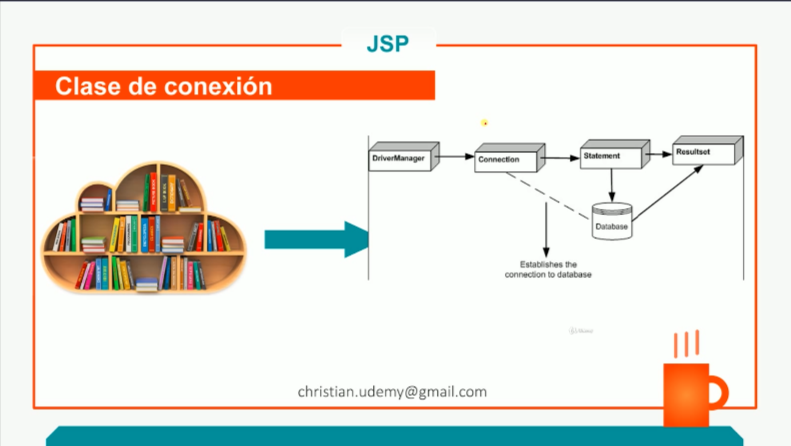 JSP
Clase de conexión
DriverManager
Connection
Statement
Resultset
Database
Establishes the
connection to database
christian.udemy@gmail.com